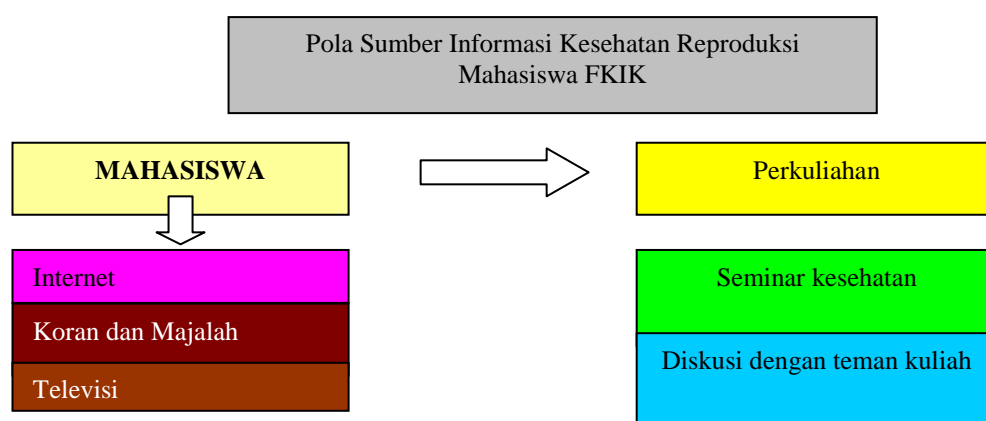 Pola Sumber Informasi Kesehatan Reproduksi
Mahasiswa FKIK
MAHASISWA
Perkuliahan
Internet
Koran dan Majalah
Televisi
Seminar kesehatan
Diskusi dengan teman kuliah